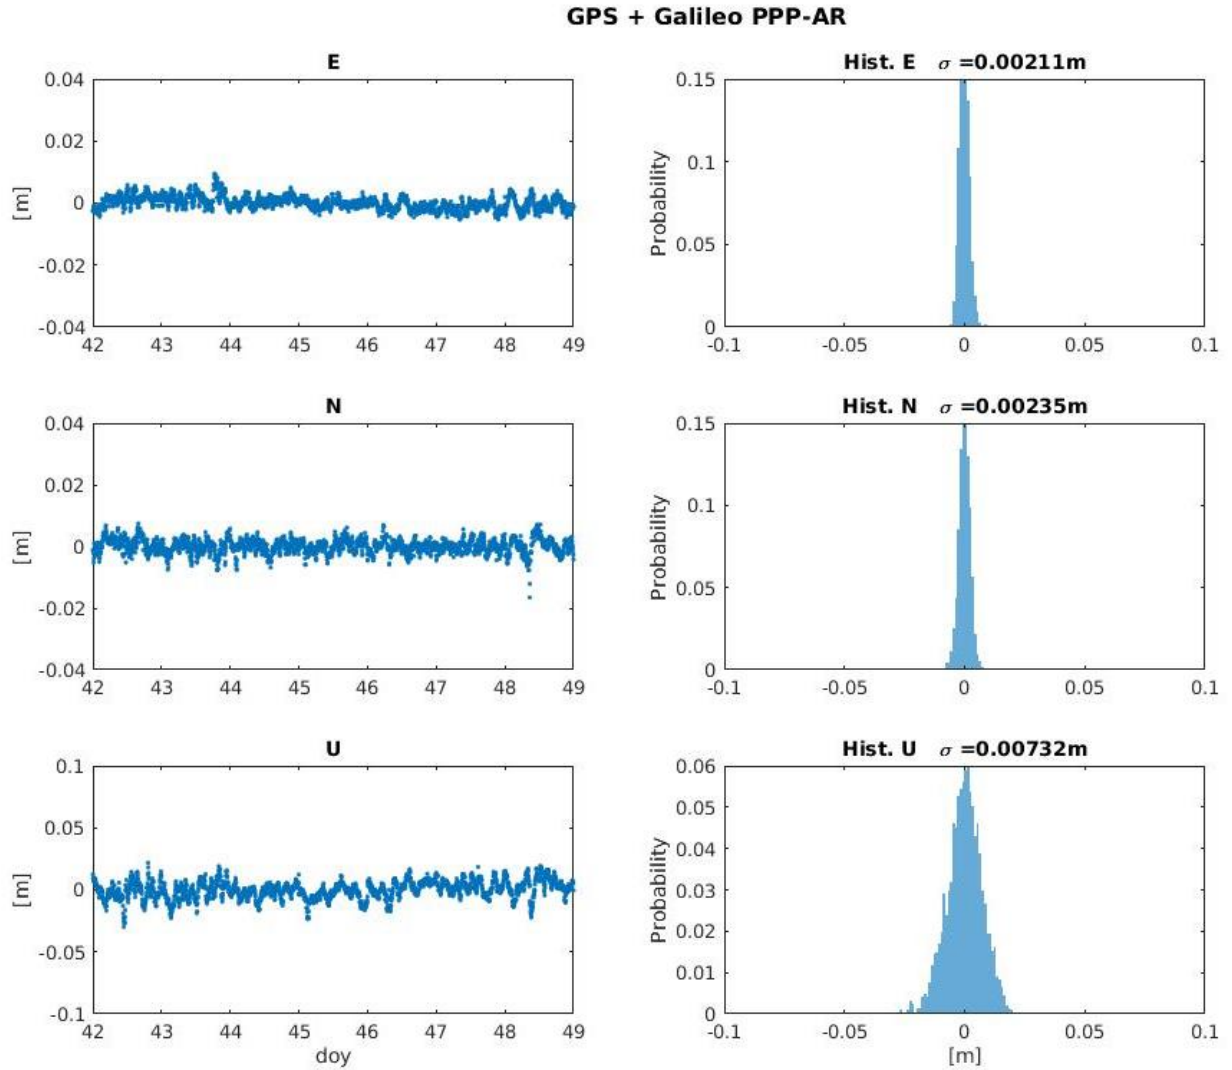 GPS + Galileo PPP-AR
E
0.04
0.02
0
-0.02
-0.04
[m]
42 43 44 45 46 47 48 49
Hist. E σ =0.00211m
0.15
0.1
0.05
0
Probability
-0.1 -0.05 0 0.05 0.1
N
0.04
0.02
0
-0.02
-0.04
[m]
42 43 44 45 46 47 48 49
Hist. N σ =0.00235m
0.15
0.1
0.05
0
Probability
-0.1 -0.05 0 0.05 0.1
U
0.1
0.05
0
-0.05
-0.1
[m]
42 43 44 45 46 47 48 49
doy
Hist. U σ =0.00732m
0.06
0.05
0.04
0.03
0.02
0.01
0
Probability
-0.1 -0.05 0 0.05 0.1
[m]